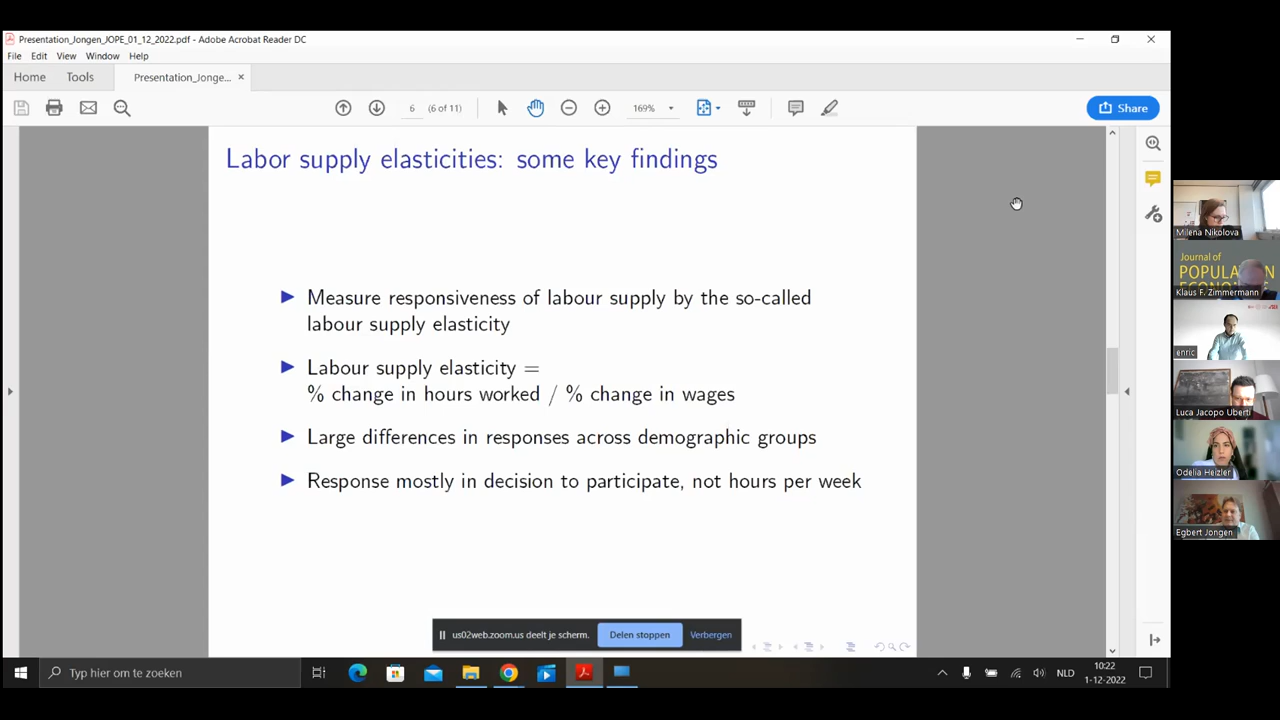 Presentation_Jongen_JOPE_01_12_2022.pdf - Adobe Acrobat Reader DC
File Edit View Window Help
Home Tools Presentation_Jonge... ×
6 (6 of 11) 169% Share
Labor supply elasticities: some key findings
Measure responsiveness of labour supply by the so-called
labour supply elasticity
Labour supply elasticity =
% change in hours worked / % change in wages
Large differences in responses across demographic groups
Response mostly in decision to participate, not hours per week
us02web.zoom.us deelt je scherm. Delen stoppen Verbergen
Typ hier om te zoeken
NLD
10:22
1-12-2022
Milena Nikolova
Journal of
POPULA N
Klaus F. Zimmermann
enric
Luca Jacopo Uberti
Odelia Heizler
Egbert Jongen